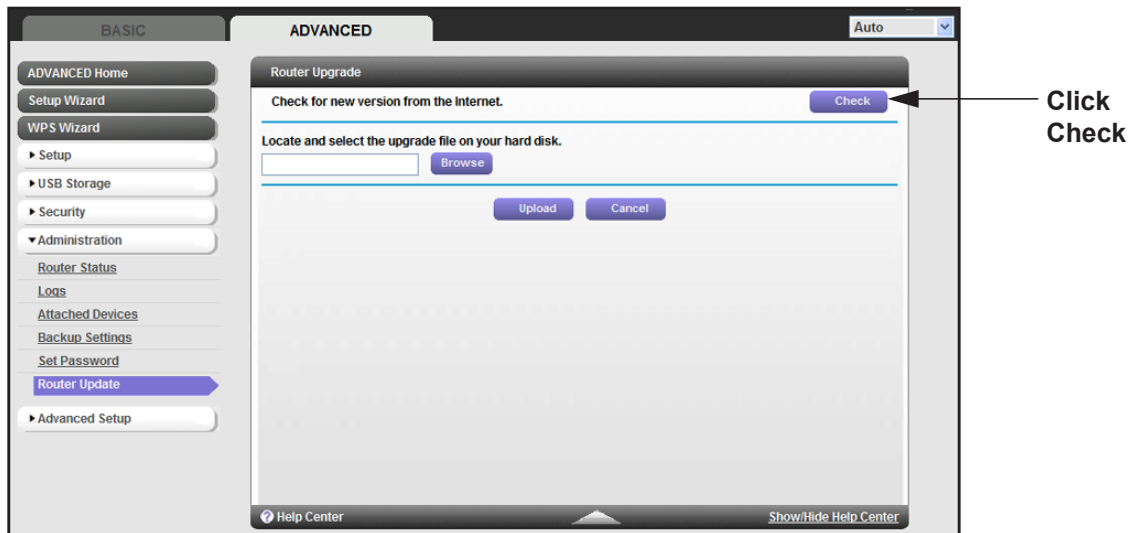 BASIC
ADVANCED
Auto
ADVANCED Home
Setup Wizard
WPS Wizard
Setup
USB Storage
Security
Administration
Router Status
Logs
Attached Devices
Backup Settings
Set Password
Router Update
Advanced Setup
Router Upgrade
Check for new version from the Internet.
Check
Locate and select the upgrade file on your hard disk.
Browse
Upload
Cancel
? Help Center
Show/Hide Help Center
Click
Check